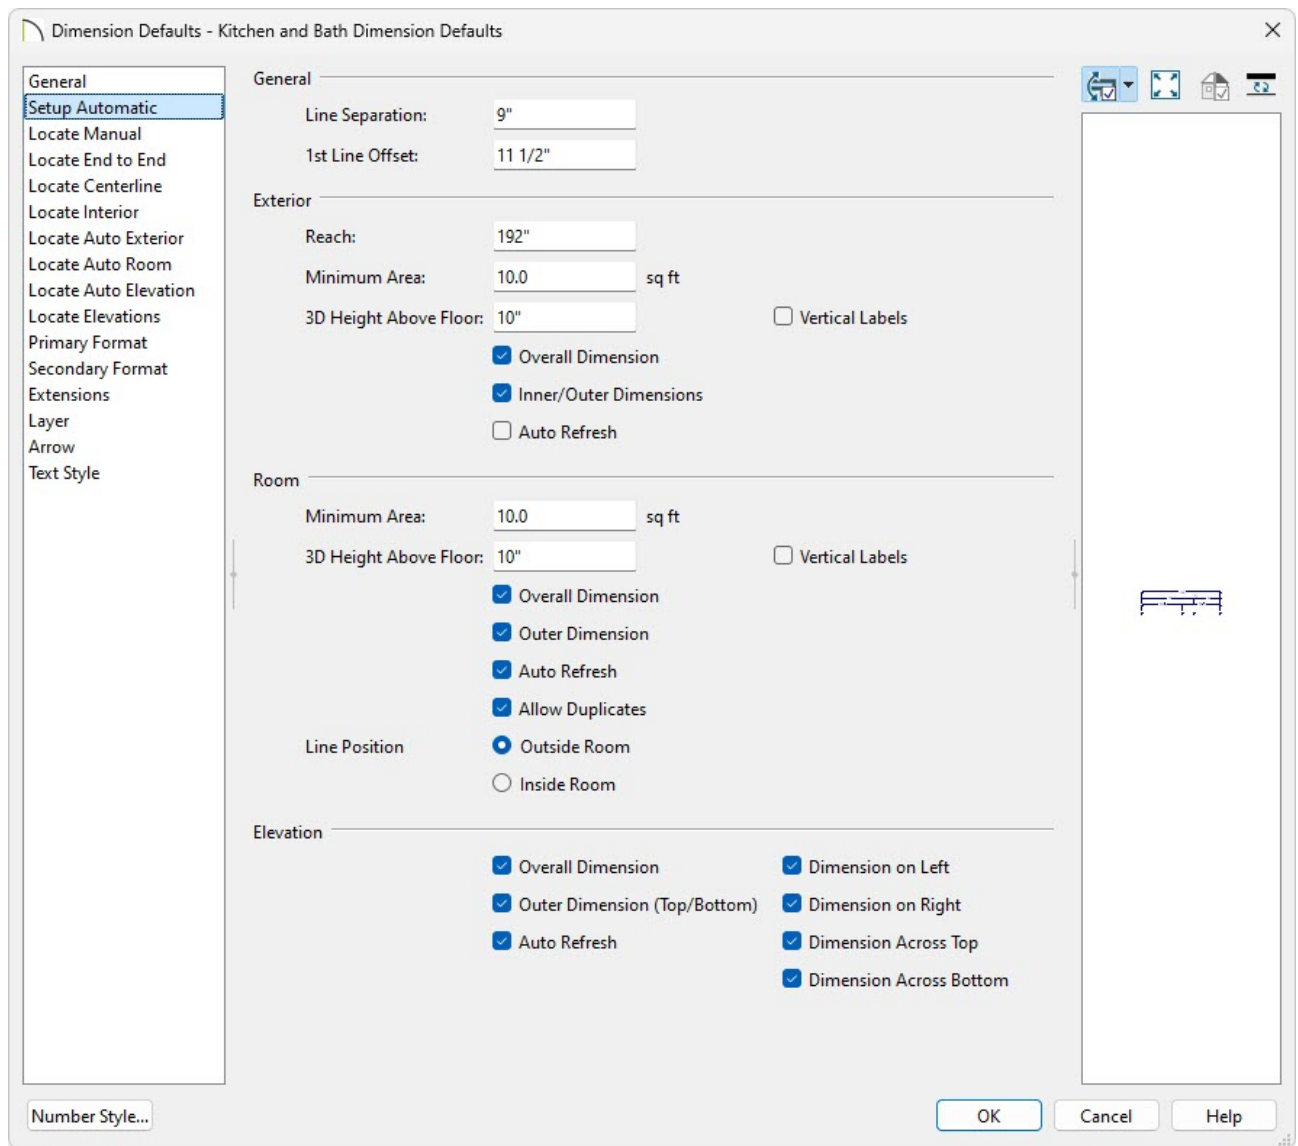 Dimension Defaults - Kitchen and Bath Dimension Defaults
General
Setup Automatic
Locate Manual
Locate End to End
Locate Centerline
Locate Interior
Locate Auto Exterior
Locate Auto Room
Locate Auto Elevation
Locate Elevations
Primary Format
Secondary Format
Extensions
Layer
Arrow
Text Style
General
Line Separation: 9"
1st Line Offset: 11 1/2"
Exterior
Reach: 192"
Minimum Area: 10.0 sq ft
3D Height Above Floor: 10" Vertical Labels
Overall Dimension
Inner/Outer Dimensions
Auto Refresh
Room
Minimum Area: 10.0 sq ft
3D Height Above Floor: 10" Vertical Labels
Overall Dimension
Outer Dimension
Auto Refresh
Allow Duplicates
Line Position Outside Room
Inside Room
Elevation
Overall Dimension Dimension on Left
Outer Dimension (Top/Bottom) Dimension on Right
Auto Refresh Dimension Across Top
Dimension Across Bottom
Number Style... OK Cancel Help